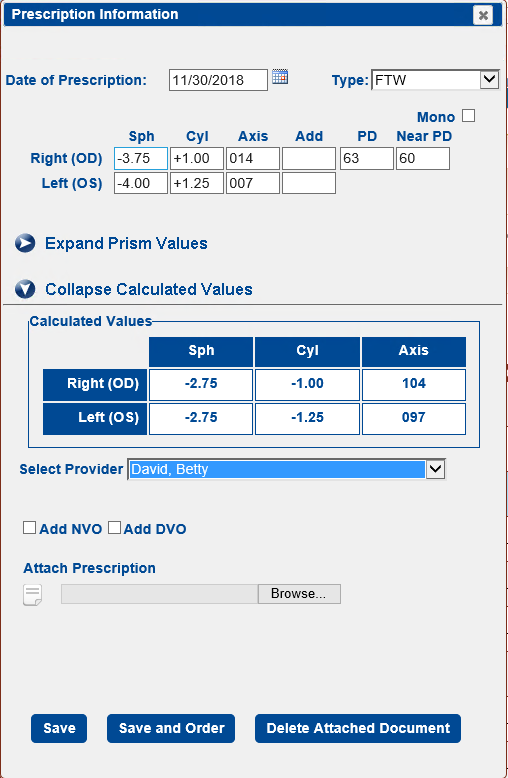 Prescription Information
Date of Prescription: 11/30/2018 Type: FTW
Mono
Sph Cyl Axis Add PD Near PD
Right (OD) -3.75 +1.00 014 63 60
Left (OS) -4.00 +1.25 007
Expand Prism Values
Collapse Calculated Values
Calculated Values
Sph Cyl Axis
Right (OD) -2.75 -1.00 104
Left (OS) -2.75 -1.25 097
Select Provider David, Betty
Add NVO Add DVO
Attach Prescription
Browse...
Save Save and Order Delete Attached Document